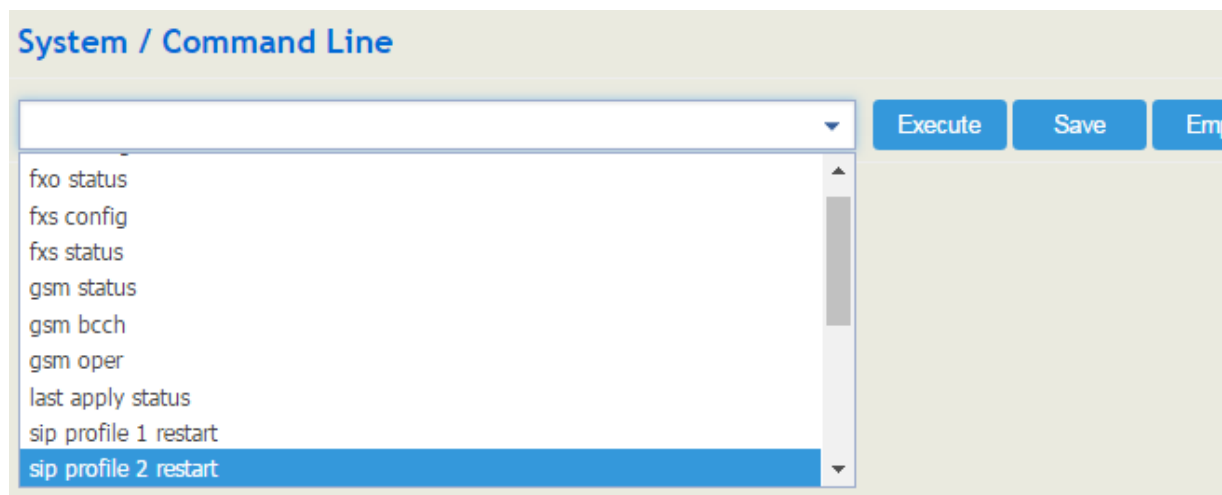 System / Command Line
Execute Save
fxo status
fxs config
fxs status
gsm status
gsm bcch
gsm oper
last apply status
sip profile 1 restart
sip profile 2 restart